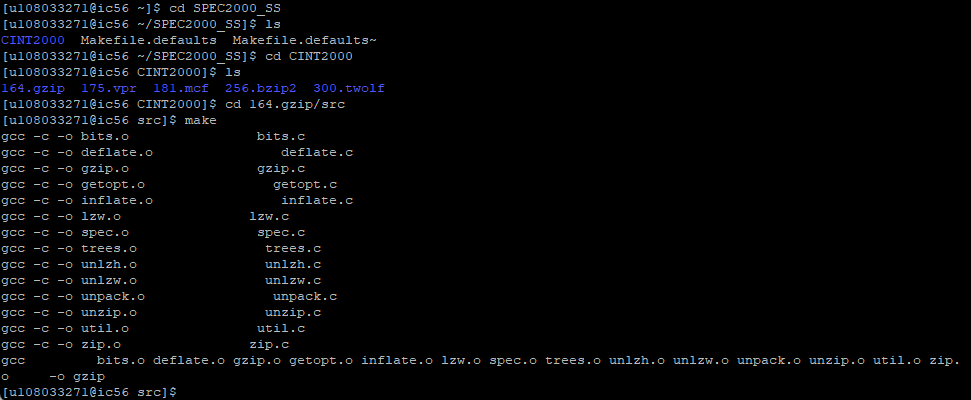 [u108033271@ic56 ~]$ cd SPEC2000_SS
[u108033271@ic56 ~/SPEC2000_SS]$ ls
CINT2000  Makefile.defaults  Makefile.defaults~
[u108033271@ic56 ~/SPEC2000_SS]$ cd CINT2000
[u108033271@ic56 CINT2000]$ ls
164.gzip  175.vpr  181.mcf  256.bzip2  300.twolf
[u108033271@ic56 CINT2000]$ cd 164.gzip/src
[u108033271@ic56 src]$ make
gcc -c -o bits.o                bits.c
gcc -c -o deflate.o                deflate.c
gcc -c -o gzip.o                gzip.c
gcc -c -o getopt.o                getopt.c
gcc -c -o inflate.o                inflate.c
gcc -c -o lzw.o                lzw.c
gcc -c -o spec.o                spec.c
gcc -c -o trees.o                trees.c
gcc -c -o unlzh.o                unlzh.c
gcc -c -o unlzw.o                unlzw.c
gcc -c -o unpack.o                unpack.c
gcc -c -o unzip.o                unzip.c
gcc -c -o util.o                util.c
gcc -c -o zip.o                zip.c
gcc         bits.o deflate.o gzip.o getopt.o inflate.o lzw.o spec.o trees.o unlzh.o unlzw.o unpack.o unzip.o util.o zip.
o     -o gzip
[u108033271@ic56 src]$